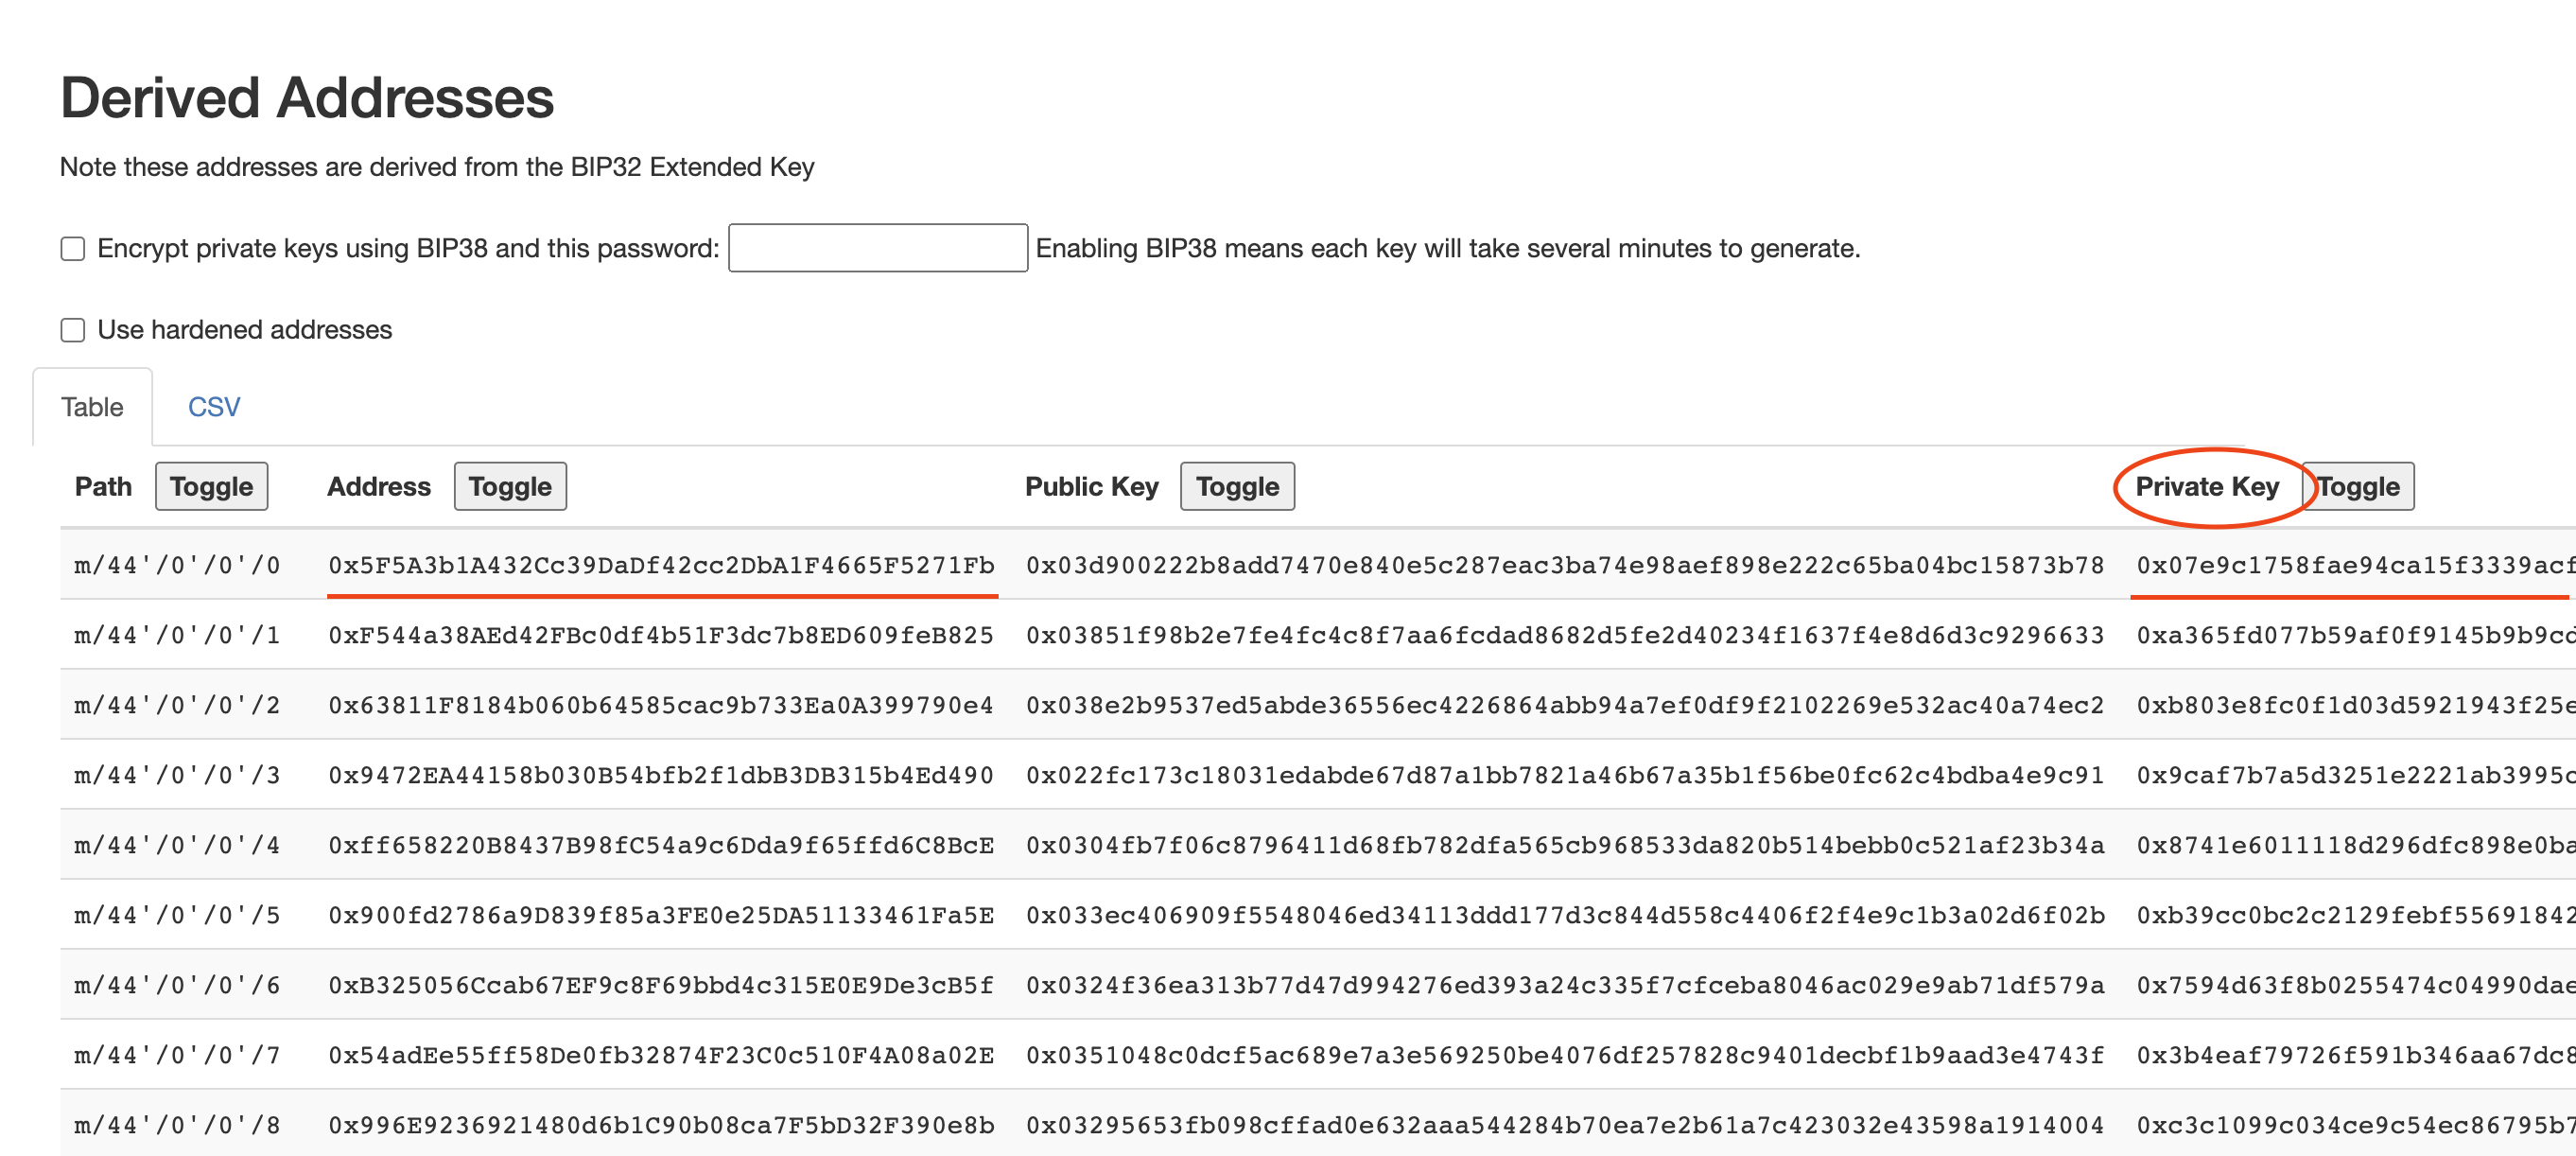 Derived Addresses
Note these addresses are derived from the BIP32 Extended Key
Encrypt private keys using BIP38 and this password: Enabling BIP38 means each key will take several minutes to generate.
Use hardened addresses
Table CSV
Path Toggle Address Toggle Public Key Toggle Private Key Toggle
m/44'/0'/0'/0 0x5F5A3b1A432Cc39DaDf42cc2DbA1F4665F5271Fb 0x03d900222b8add7470e840e5c287eac3ba74e98aef898e222c65ba04bc15873b78 0x07e9c1758fae94ca15f3339acf
m/44'/0'/0'/1 0xF544a38AEd42FBc0df4b51F3dc7b8ED609feB825 0x03851f98b2e7fe4fc4c8f7aa6fcdad8682d5fe2d40234f1637f4e8d6d3c9296633 0xa365fd077b59af0f9145b9b9cd
m/44'/0'/0'/2 0x63811F8184b060b64585cac9b733Ea0A399790e4 0x038e2b9537ed5abde36556ec4226864abb94a7ef0df9f2102269e532ac40a74ec2 0xb803e8fc0f1d03d5921943f25e
m/44'/0'/0'/3 0x9472EA44158b030B54bfb2f1dbB3DB315b4Ed490 0x022fc173c18031edabde67d87a1bb7821a46b67a35b1f56be0fc62c4bdba4e9c91 0x9caf7b7a5d3251e2221ab3995c
m/44'/0'/0'/4 0xff658220B8437B98fC54a9c6Dda9f65ffd6C8BcE 0x0304fb7f06c8796411d68fb782dfa565cb968533da820b514bebb0c521af23b34a 0x8741e6011118d296dfc898e0ba
m/44'/0'/0'/5 0x900fd2786a9D839f85a3FE0e25DA51133461Fa5E 0x033ec406909f5548046ed34113ddd177d3c844d558c4406f2f4e9c1b3a02d6f02b 0xb39cc0bc2c2129febf55691842
m/44'/0'/0'/6 0xB325056Ccab67EF9c8F69bbd4c315E0E9De3cB5f 0x0324f36ea313b77d47d994276ed393a24c335f7cfceba8046ac029e9ab71df579a 0x7594d63f8b0255474c04990dae
m/44'/0'/0'/7 0x54adEe55ff58De0fb32874F23C0c510F4A08a02E 0x0351048c0dcf5ac689e7a3e569250be4076df257828c9401decbf1b9aad3e4743f 0x3b4eaf79726f591b346aa67dc8
m/44'/0'/0'/8 0x996E9236921480d6b1C90b08ca7F5bD32F390e8b 0x03295653fb098cffad0e632aaa544284b70ea7e2b61a7c423032e43598a1914004 0xc3c1099c034ce9c54ec86795b7